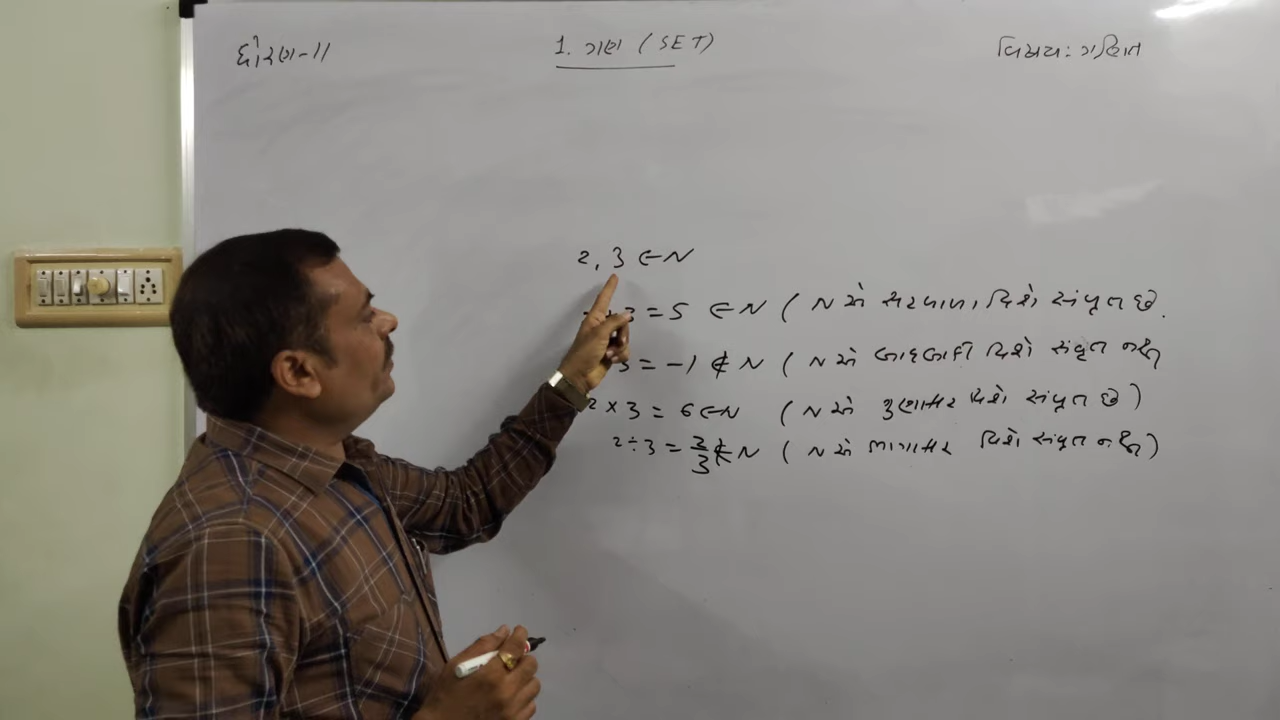 ધોરણ-11
1. ગણ (SET)
વિષય: ગણિત
2, 3 ∈ N
3 = 5 ∈ N ( N એ સરવાળા વિશે સંવૃત છે.
3 = -1 ∉ N ( N એ બાદબાકી વિશે સંવૃત નથી
2 × 3 = 6 ∈ N ( N એ ગુણાકાર વિશે સંવૃત છે )
2 ÷ 3 = 2/3 ∉ N ( N એ ભાગાકાર વિશે સંવૃત નથી )